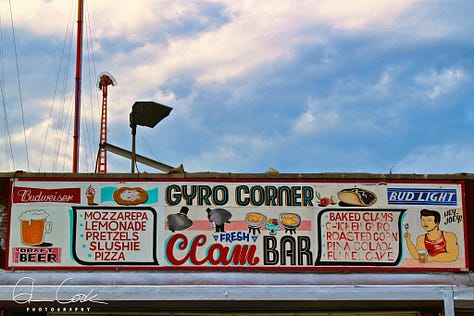 GYRO CORNER
Budweiser
BUD LIGHT
MOZZAREPA
LEMONADE
PRETZELS
SLUSHIE
PIZZA
DRAFT
BEER
FRESH
CLAM BAR
BAKED CLAMS
CHICKEN GYRO
ROASTED CORN
PINA COLADA
FUNNEL CAKE
HEY,
JOEY!
PHOTOGRAPHY